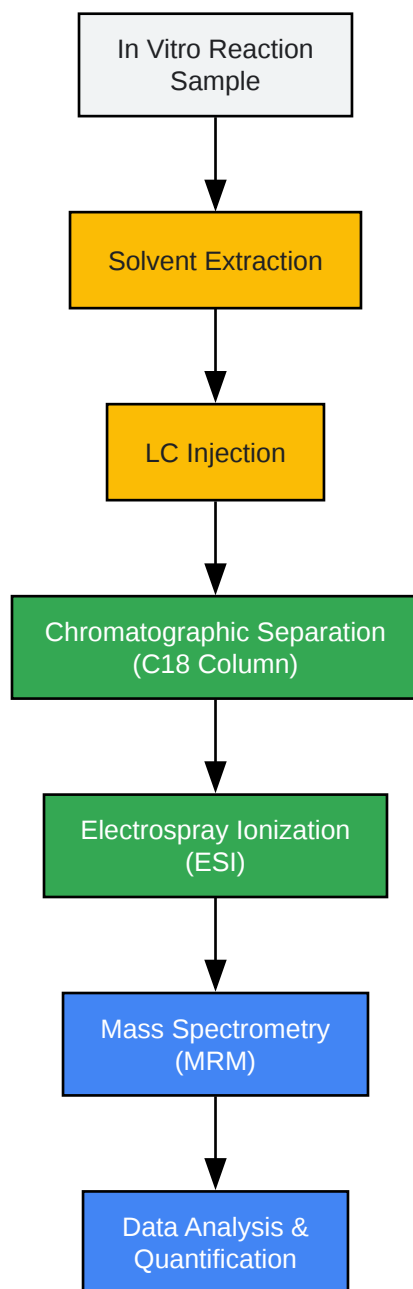 In Vitro Reaction
Sample
Solvent Extraction
LC Injection
Chromatographic Separation
(C18 Column)
Electrospray Ionization
(ESI)
Mass Spectrometry
(MRM)
Data Analysis &
Quantification